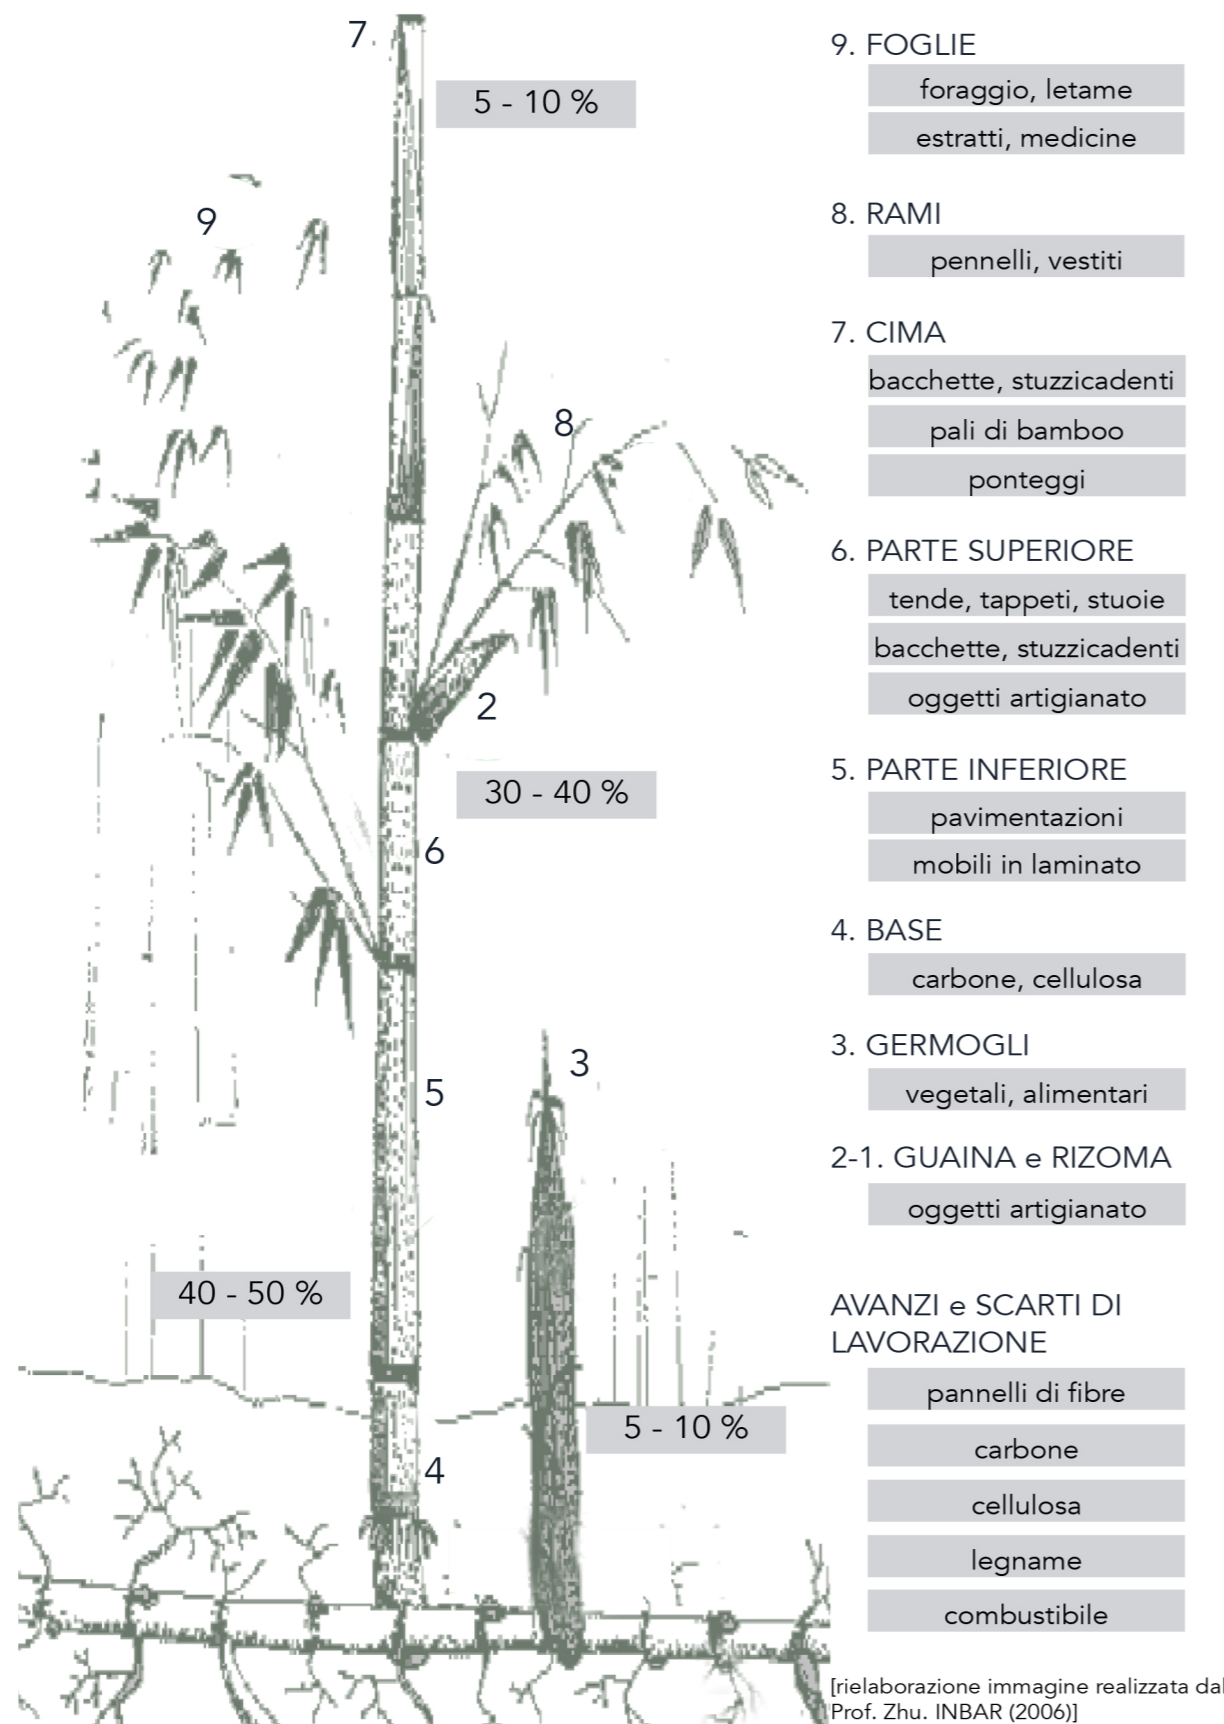 7
5 - 10 %
9
8
2
30 - 40 %
6
3
5
40 - 50 %
5 - 10 %
4
9. FOGLIE
foraggio, letame
estratti, medicine
8. RAMI
pennelli, vestiti
7. CIMA
bacchette, stuzzicadenti
pali di bamboo
ponteggi
6. PARTE SUPERIORE
tende, tappeti, stuoie
bacchette, stuzzicadenti
oggetti artigianato
5. PARTE INFERIORE
pavimentazioni
mobili in laminato
4. BASE
carbone, cellulosa
3. GERMOGLI
vegetali, alimentari
2-1. GUAINA e RIZOMA
oggetti artigianato
AVANZI e SCARTI DI
LAVORAZIONE
pannelli di fibre
carbone
cellulosa
legname
combustibile
[rielaborazione immagine realizzata dal
Prof. Zhu. INBAR (2006)]